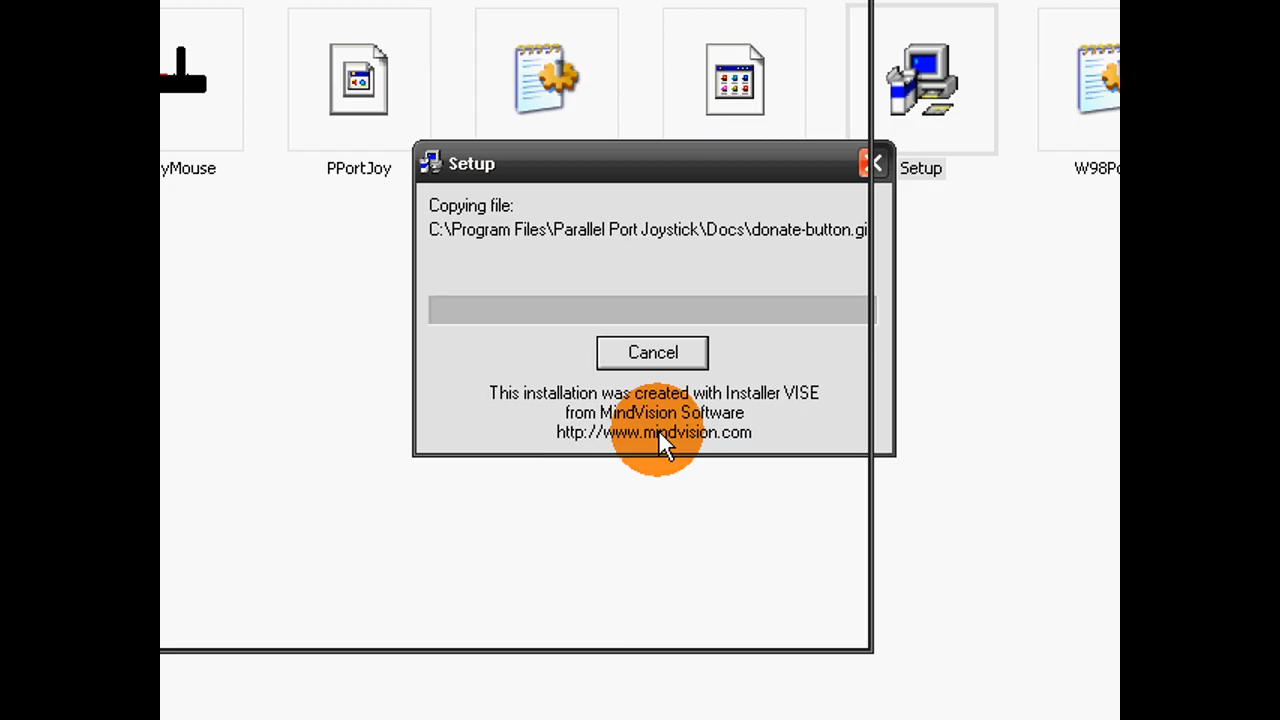 yMouse
PPortJoy
Setup
W98Po
Setup
Copying file:
C:\Program Files\Parallel Port Joystick\Docs\donate-button.gi
Cancel
This installation was created with Installer VISE
from MindVision Software
http://www.mindvision.com